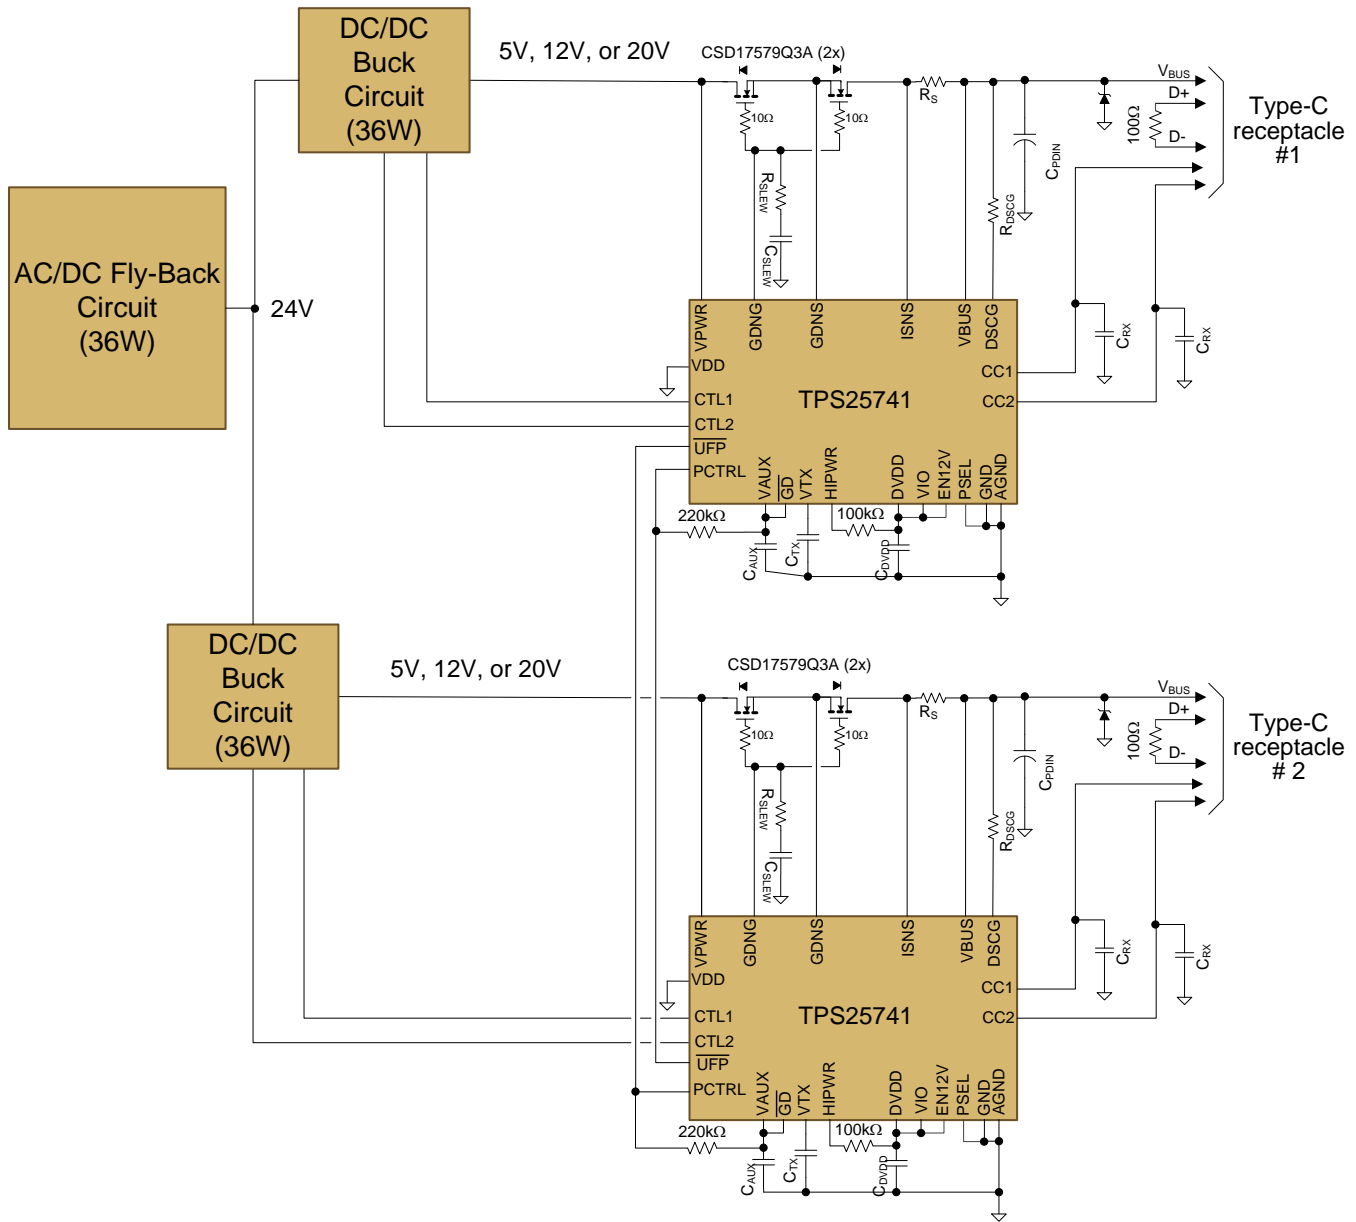 DC/DC
Buck
Circuit
(36W)
5V, 12V, or 20V
CSD17579Q3A (2x)
10Ω
10Ω
RS
RSLEW
CSLEW
RDSCG
CPDIN
VBUS
D+
100Ω
D-
Type-C
receptacle
#1
AC/DC Fly-Back
Circuit
(36W)
24V
VPWR
GDNG
GDNS
ISNS
VBUS
DSCG
VDD
CTL1
CTL2
UFP
PCTRL
TPS25741
CC1
CC2
CRX
CRX
VAUX
GD
VTX
HIPWR
DVDD
VIO
EN12V
PSEL
GND
AGND
220kΩ
100kΩ
CAUX
CTX
CDVDD
DC/DC
Buck
Circuit
(36W)
5V, 12V, or 20V
CSD17579Q3A (2x)
10Ω
10Ω
RS
RSLEW
CSLEW
RDSCG
CPDIN
VBUS
D+
100Ω
D-
Type-C
receptacle
# 2
VPWR
GDNG
GDNS
ISNS
VBUS
DSCG
VDD
CTL1
CTL2
UFP
PCTRL
TPS25741
CC1
CC2
CRX
CRX
VAUX
GD
VTX
HIPWR
DVDD
VIO
EN12V
PSEL
GND
AGND
220kΩ
100kΩ
CAUX
CTX
CDVDD